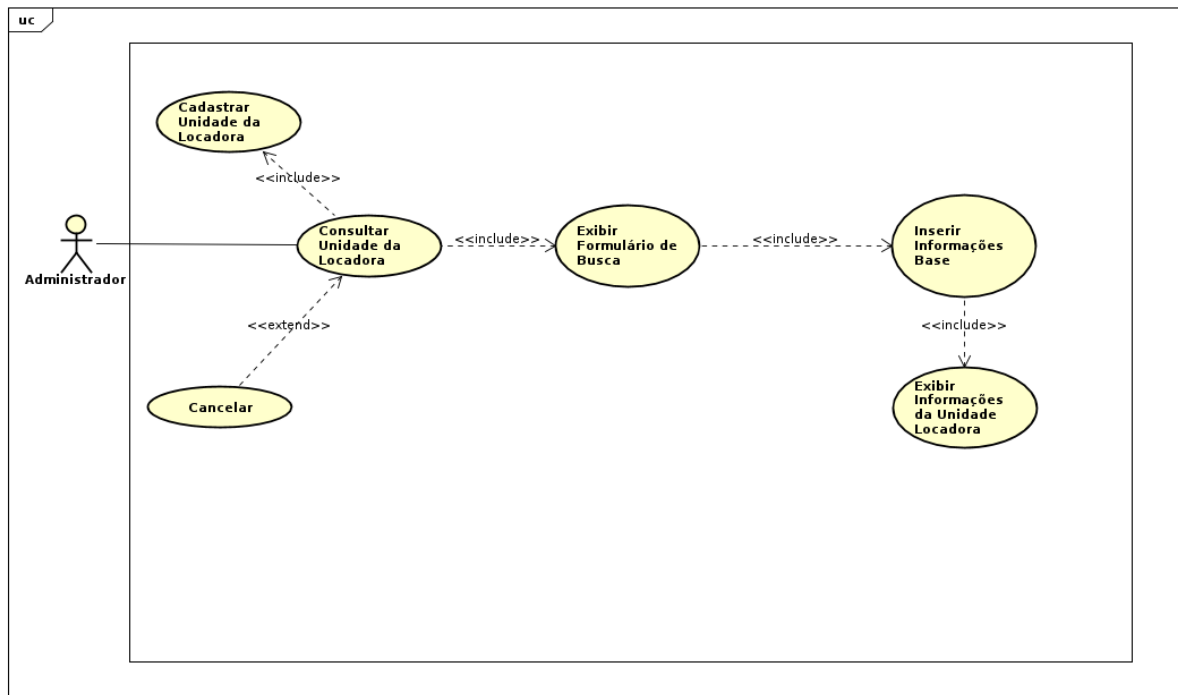 uc
Cadastrar
Unidade da
Locadora
<<include>>
Administrador
Consultar
Unidade da
Locadora
<<include>>
Exibir
Formulário de
Busca
<<include>>
Inserir
Informações
Base
<<extend>>
<<include>>
Cancelar
Exibir
Informações
da Unidade
Locadora